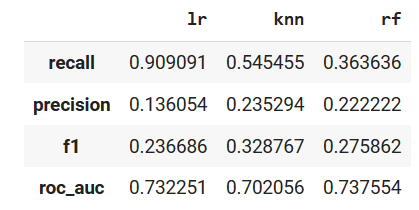 lr knn rf
recall 0.909091 0.545455 0.363636
precision 0.136054 0.235294 0.222222
f1 0.236686 0.328767 0.275862
roc_auc 0.732251 0.702056 0.737554